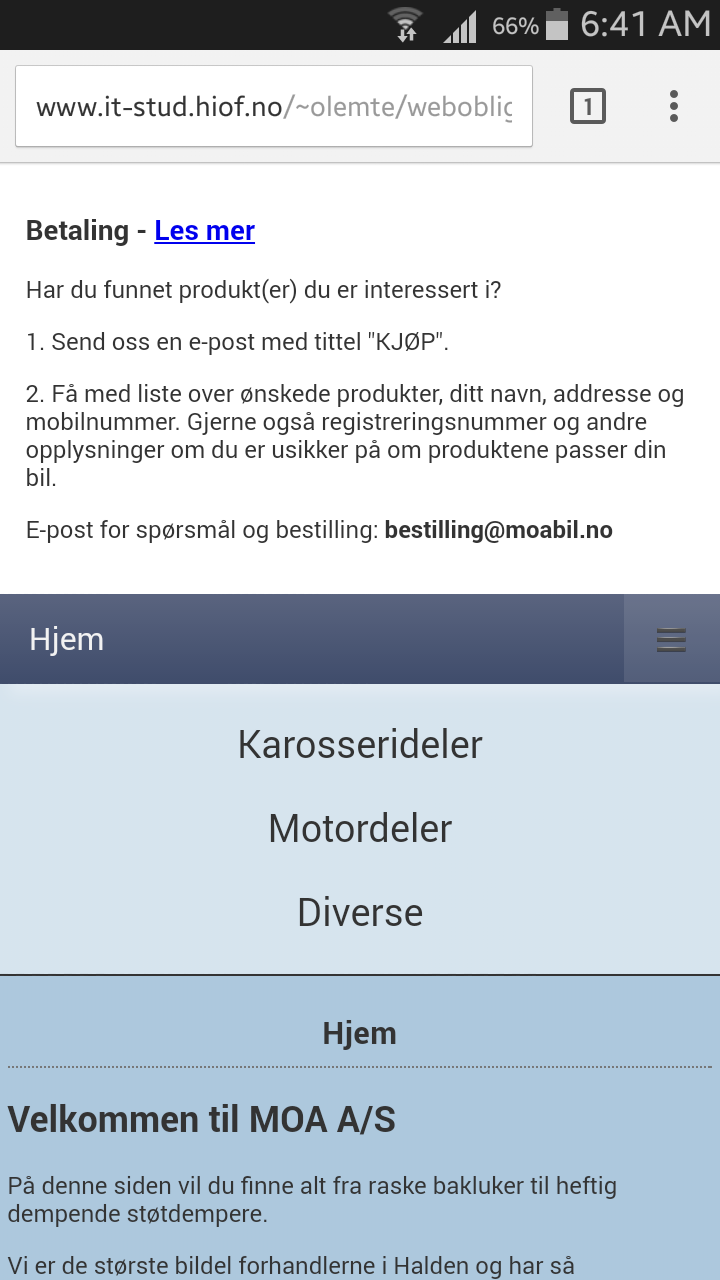 66% 6:41 AM
www.it-stud.hiof.no/~olemte/weboblig
1
Betaling - Les mer
Har du funnet produkt(er) du er interessert i?
1. Send oss en e-post med tittel "KJØP".
2. Få med liste over ønskede produkter, ditt navn, addresse og
mobilnummer. Gjerne også registreringsnummer og andre
opplysninger om du er usikker på om produktene passer din
bil.
E-post for spørsmål og bestilling: bestilling@moabil.no
Hjem
Karosserideler
Motordeler
Diverse
Hjem
Velkommen til MOA A/S
På denne siden vil du finne alt fra raske bakluker til heftig
dempende støtdempere.
Vi er de største bildel forhandlerne i Halden og har så